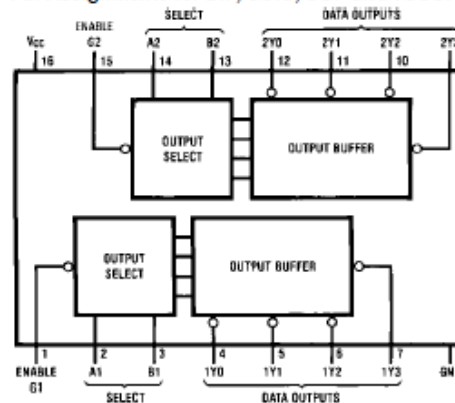 SELECT DATA OUTPUTS
ENABLE
VCC G2 A2 B2 2Y0 2Y1 2Y2
16 15 14 13 12 11 10
OUTPUT
SELECT
OUTPUT BUFFER
OUTPUT
SELECT
OUTPUT BUFFER
1 2 3 4 5 6 7
ENABLE
G1
A1 B1 1Y0 1Y1 1Y2 1Y3
SELECT DATA OUTPUTS